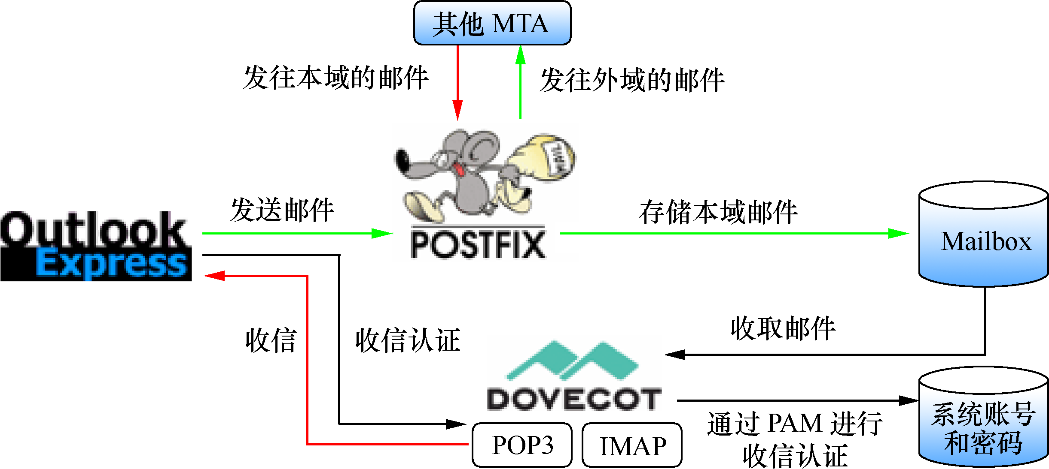 其他 MTA
发往本域的邮件
发往外域的邮件
发送邮件
POSTFIX
存储本域邮件
Outlook
Express
Mailbox
收信
收信认证
收取邮件
DOVECOT
POP3
IMAP
通过 PAM 进行
收信认证
系统账号
和密码